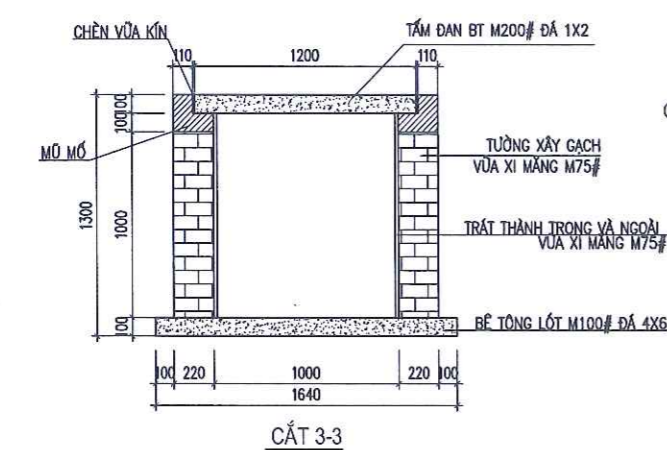 CHÈN VỮA KÍN
TẤM ĐAN BT M200# ĐÁ 1X2
110 1200 110
100
100
MŨ MỐ
TƯỜNG XÂY GẠCH
VỮA XI MĂNG M75#
1300
1000
TRÁT THÀNH TRONG VÀ NGOÀI
VỮA XI MĂNG M75#
100
BÊ TÔNG LÓT M100# ĐÁ 4X6
100 220 1000 220 100
1640
CẮT 3-3